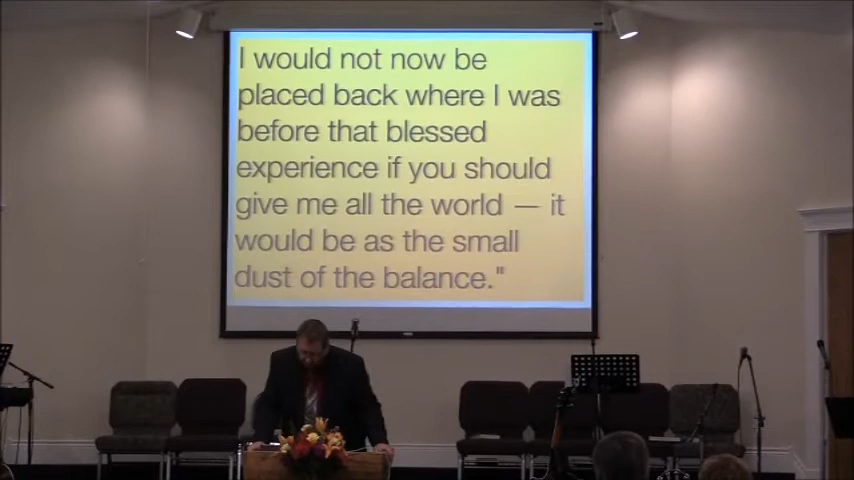 I would not now be
placed back where I was
before that blessed
experience if you should
give me all the world — it
would be as the small
dust of the balance."